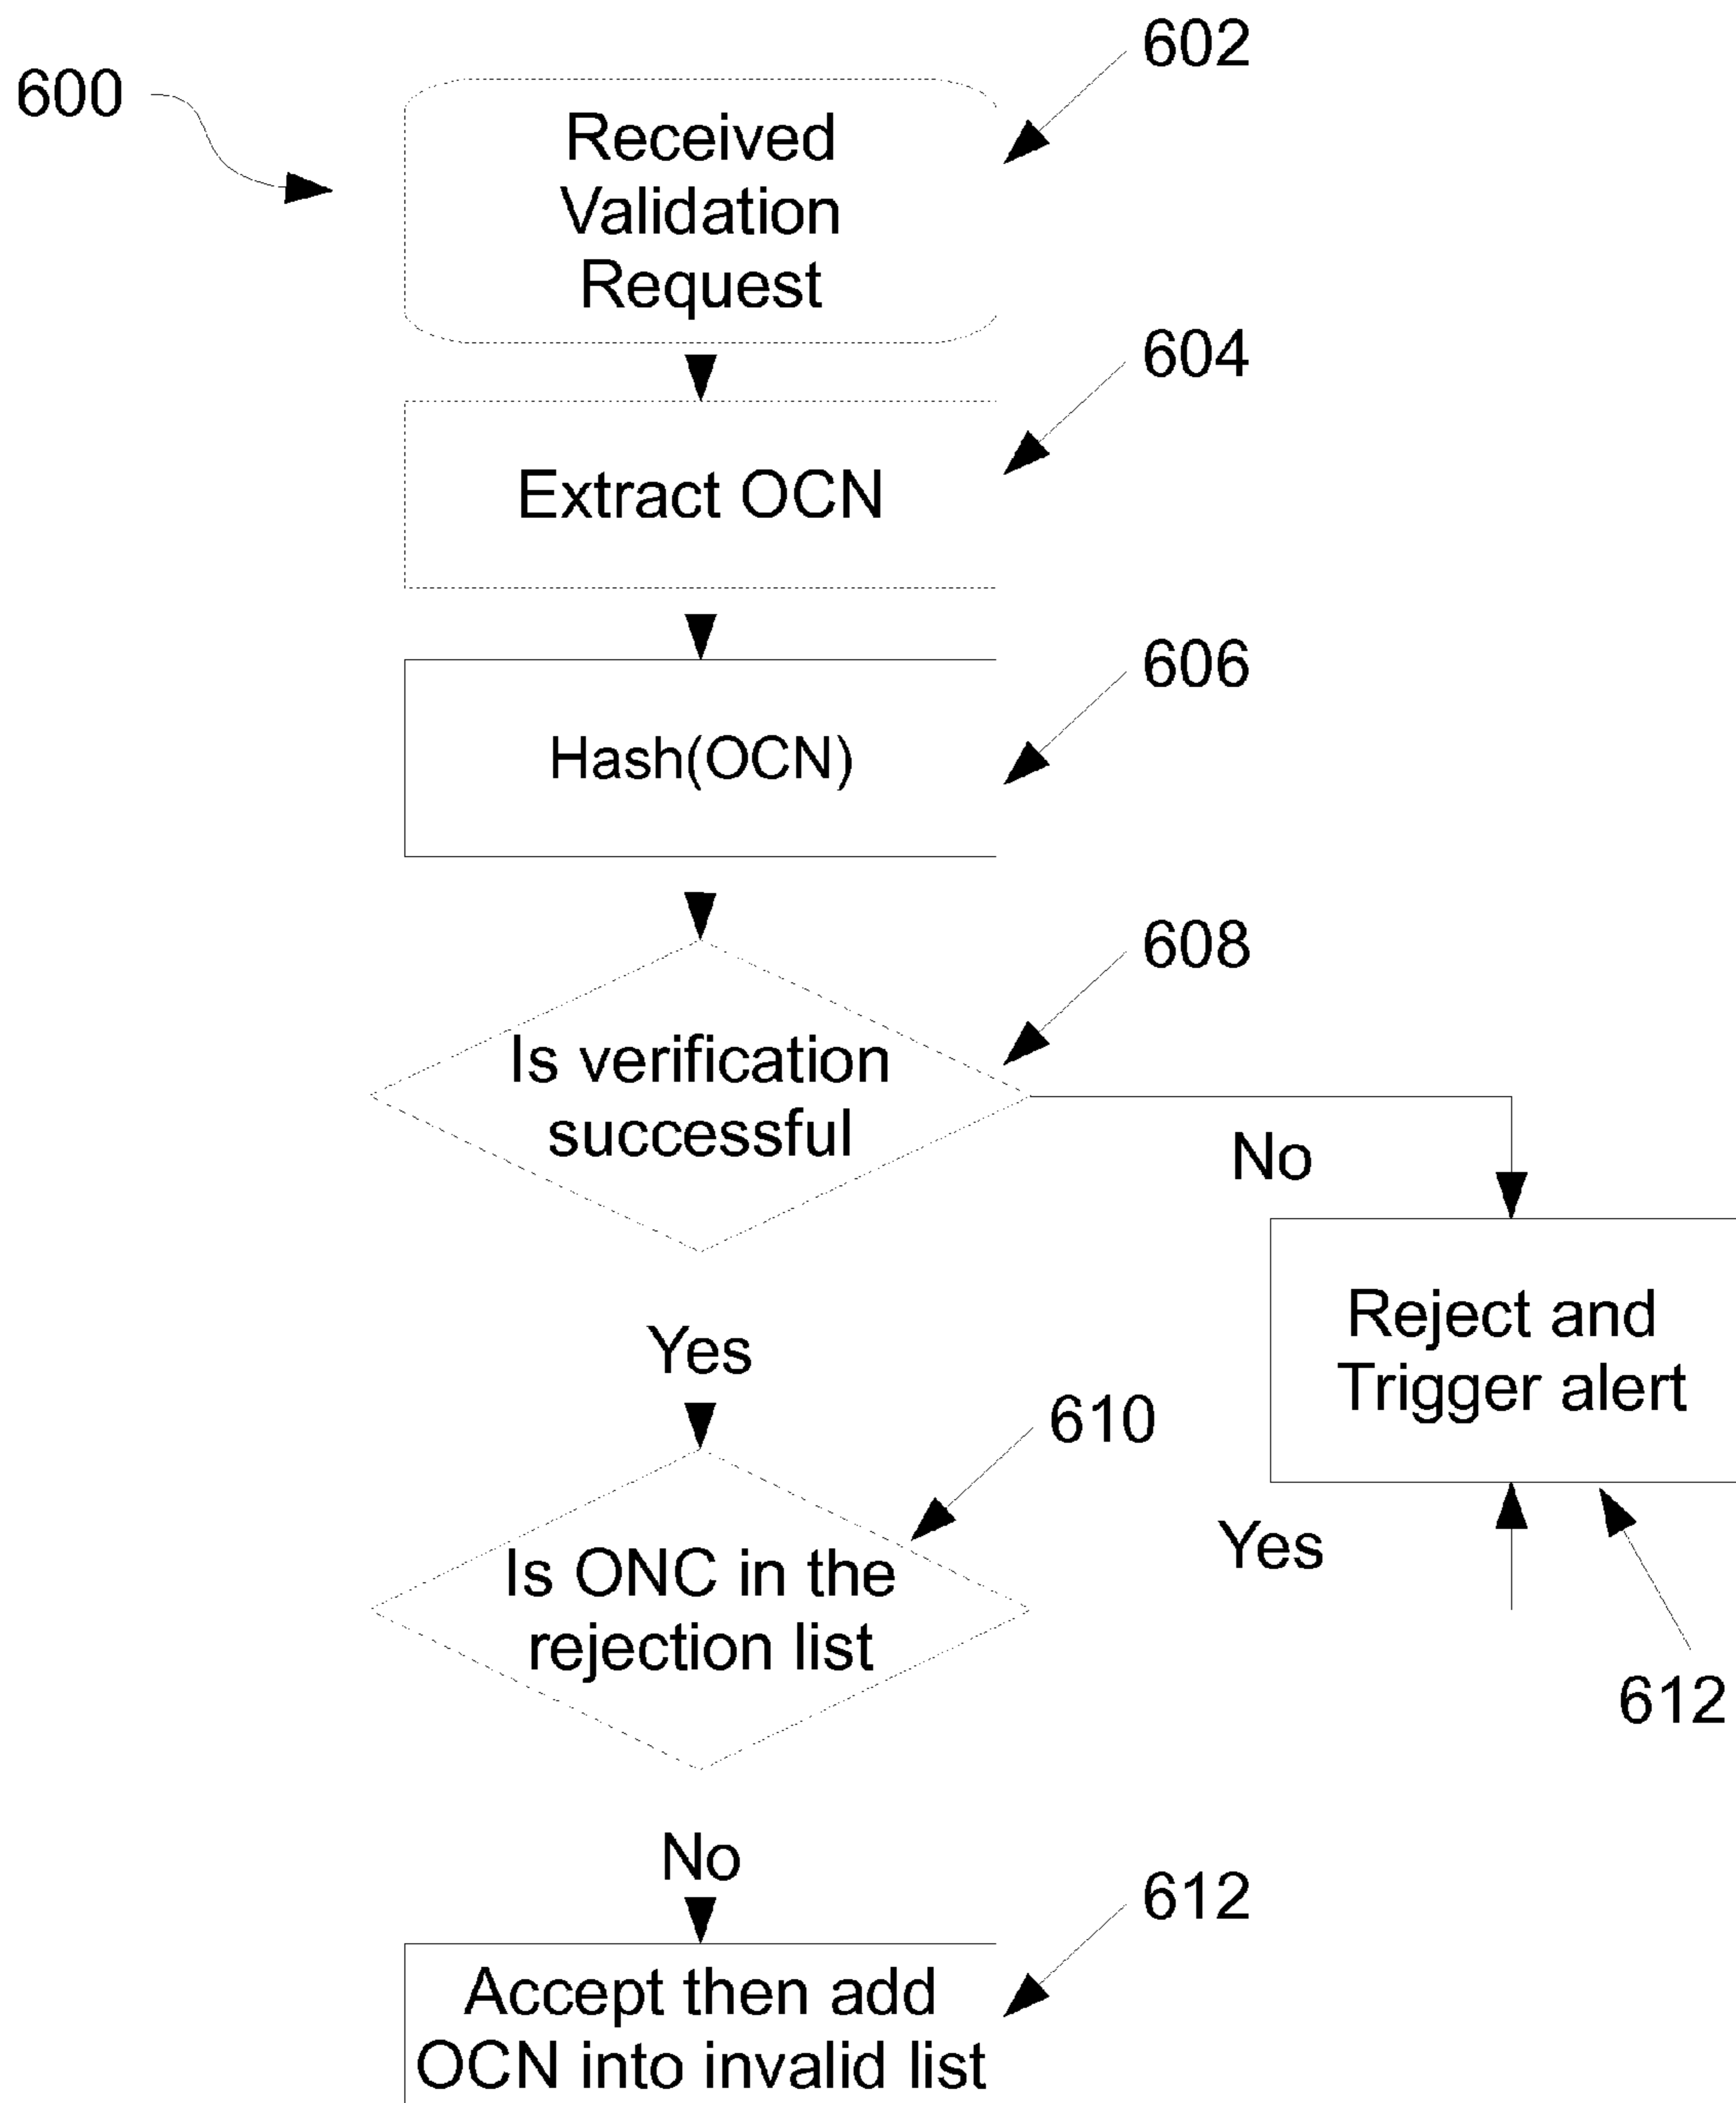 602
600
Received
Validation
Request
604
Extract OCN
606
Hash(OCN)
608
Is verification
successful
No
Reject and
Trigger alert
Yes
610
Yes
Is ONC in the
rejection list
612
No
612
Accept then add
OCN into invalid list